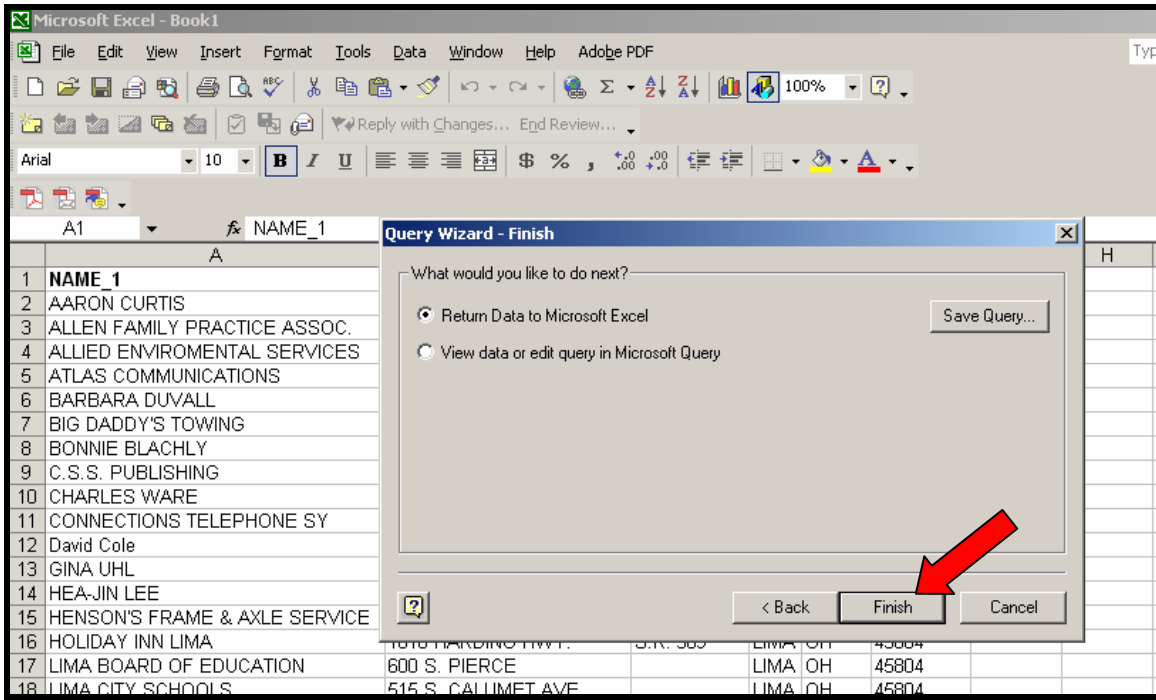 Microsoft Excel - Book1
File Edit View Insert Format Tools Data Window Help Adobe PDF
100%
Reply with Changes... End Review...
Arial 10 B I U $ % ,
A1 fx NAME_1
A H
1 NAME_1
2 AARON CURTIS
3 ALLEN FAMILY PRACTICE ASSOC.
4 ALLIED ENVIROMENTAL SERVICES
5 ATLAS COMMUNICATIONS
6 BARBARA DUVALL
7 BIG DADDY'S TOWING
8 BONNIE BLACHLY
9 C.S.S. PUBLISHING
10 CHARLES WARE
11 CONNECTIONS TELEPHONE SY
12 David Cole
13 GINA UHL
14 HEA-JIN LEE
15 HENSON'S FRAME & AXLE SERVICE
16 HOLIDAY INN LIMA LIMA OH 45804
17 LIMA BOARD OF EDUCATION 600 S. PIERCE LIMA OH 45804
18 LIMA CITY SCHOOLS 515 S. CALUMET AVE LIMA OH 45804
Query Wizard - Finish
What would you like to do next?
Return Data to Microsoft Excel
Save Query...
View data or edit query in Microsoft Query
< Back Finish Cancel